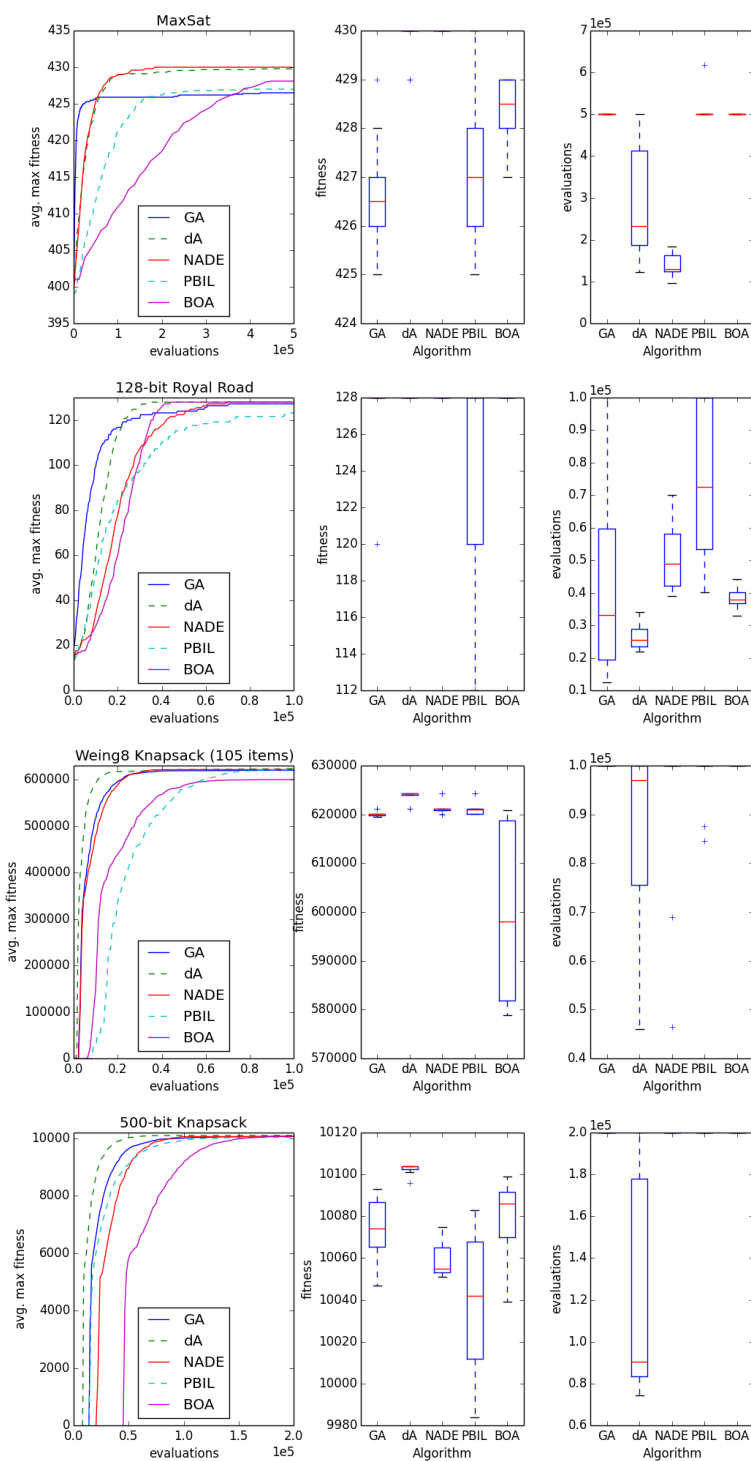 MaxSat
435
430
425
420
415
410
405
400
395
avg. max fitness
GA
dA
NADE
PBIL
BOA
0 1 2 3 4 5
evaluations 1e5
430
429
428
427
426
425
424
fitness
GA dA NADE PBIL BOA
Algorithm
1e5
7
6
5
4
3
2
1
0
evaluations
GA dA NADE PBIL BOA
Algorithm
128-bit Royal Road
120
100
80
60
40
20
0
avg. max fitness
GA
dA
NADE
PBIL
BOA
0.0 0.2 0.4 0.6 0.8 1.0
evaluations 1e5
128
126
124
122
120
118
116
114
112
fitness
GA dA NADE PBIL BOA
Algorithm
1e5
1.0
0.9
0.8
0.7
0.6
0.5
0.4
0.3
0.2
0.1
evaluations
GA dA NADE PBIL BOA
Algorithm
Weing8 Knapsack (105 items)
600000
500000
400000
300000
200000
100000
0
avg. max fitness
GA
dA
NADE
PBIL
BOA
0.0 0.2 0.4 0.6 0.8 1.0
evaluations 1e5
630000
620000
610000
600000
590000
580000
570000
fitness
GA dA NADE PBIL BOA
Algorithm
1e5
1.0
0.9
0.8
0.7
0.6
0.5
0.4
evaluations
GA dA NADE PBIL BOA
Algorithm
500-bit Knapsack
10000
8000
6000
4000
2000
0
avg. max fitness
GA
dA
NADE
PBIL
BOA
0.0 0.5 1.0 1.5 2.0
evaluations 1e5
10120
10100
10080
10060
10040
10020
10000
9980
fitness
GA dA NADE PBIL BOA
Algorithm
1e5
2.0
1.8
1.6
1.4
1.2
1.0
0.8
0.6
evaluations
GA dA NADE PBIL BOA
Algorithm